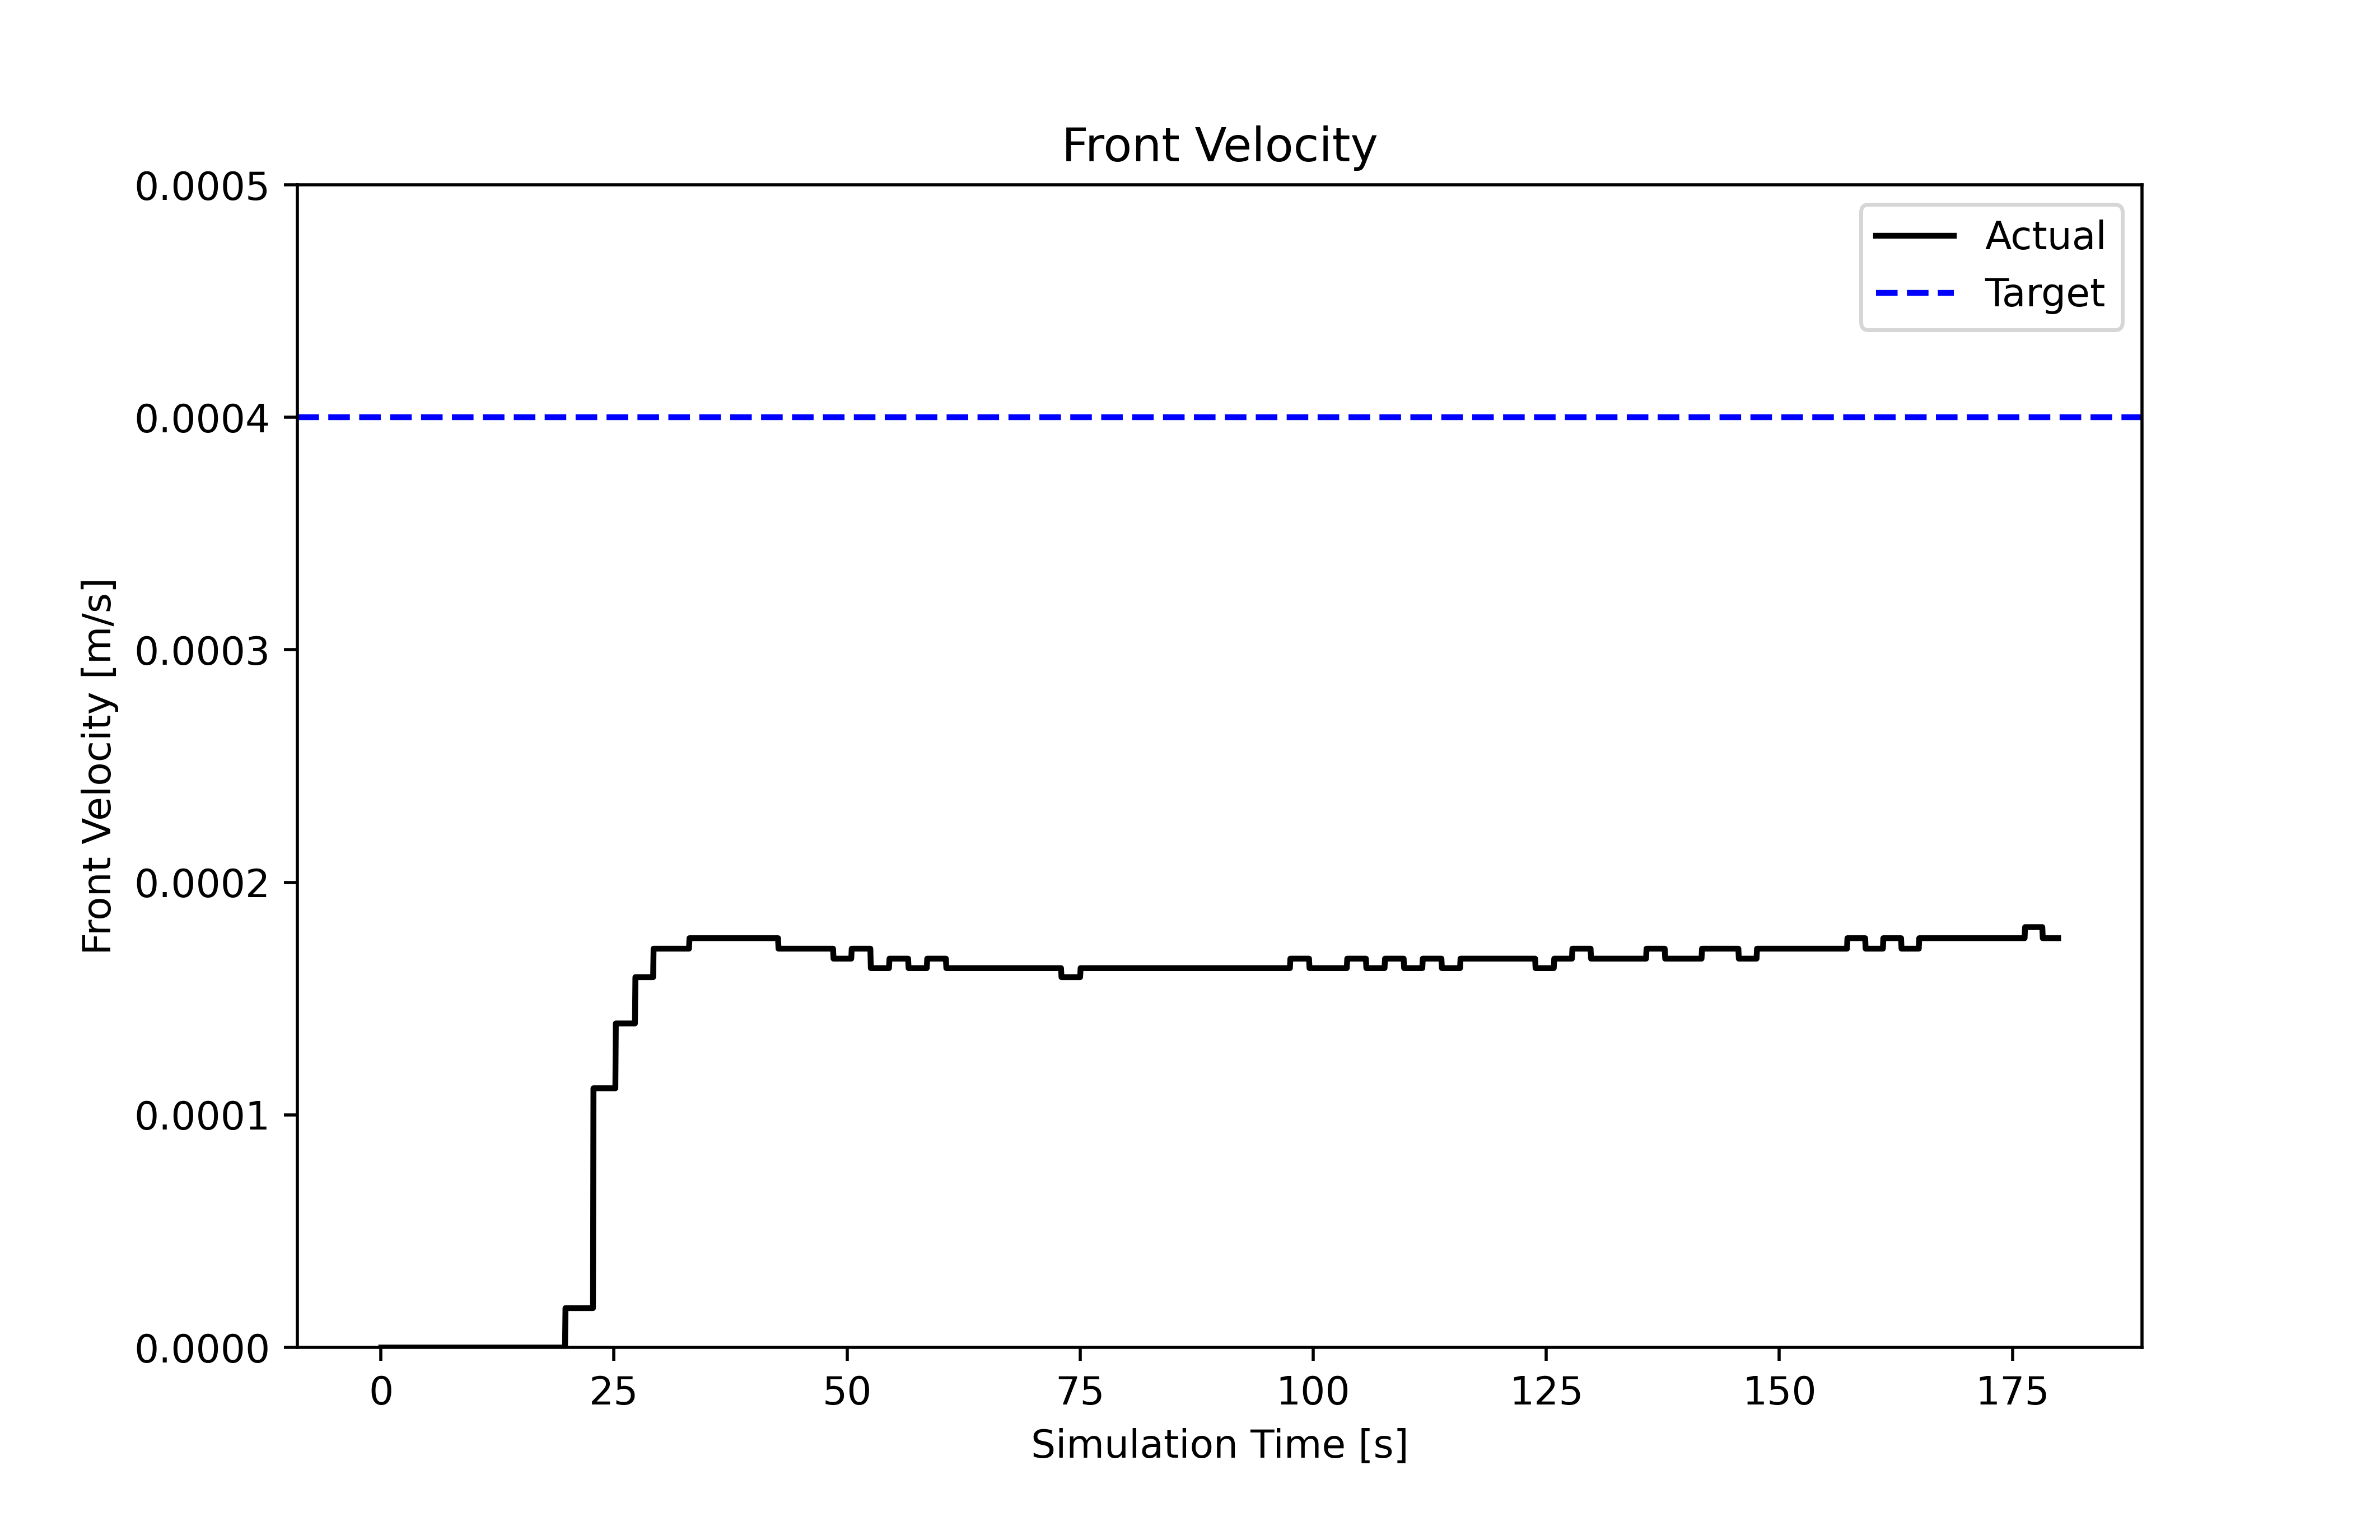 Front Velocity
0.0005
0.0004
0.0003
0.0002
0.0001
0.0000
Front Velocity [m/s]
Actual
Target
0 25 50 75 100 125 150 175
Simulation Time [s]